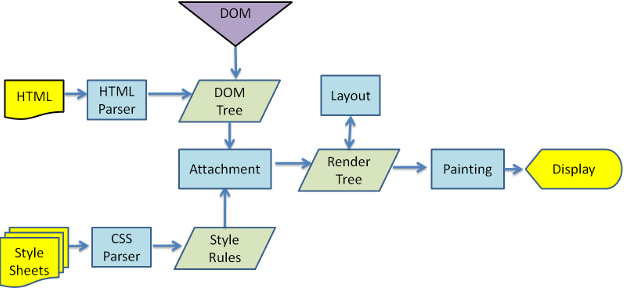 DOM
HTML
HTML
Parser
DOM
Tree
Layout
Attachment
Render
Tree
Painting
Display
Style
Sheets
CSS
Parser
Style
Rules